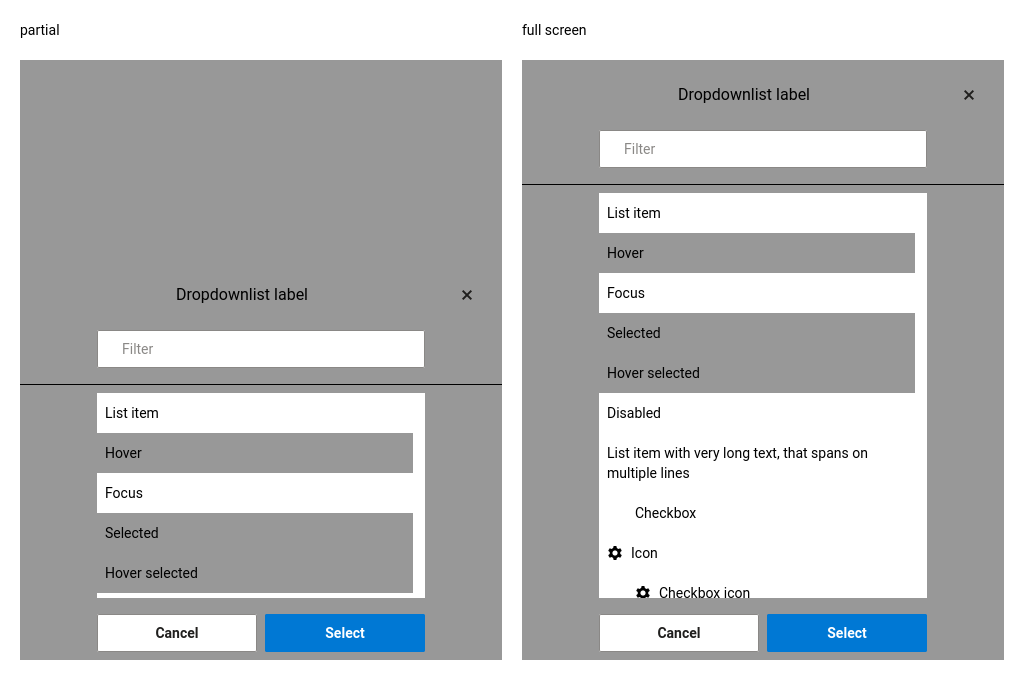 partial
Dropdownlist label
Filter
List item
Hover
Focus
Selected
Hover selected
Cancel
Select
full screen
Dropdownlist label
Filter
List item
Hover
Focus
Selected
Hover selected
Disabled
List item with very long text, that spans on
multiple lines
Checkbox
Icon
Checkbox icon
Cancel
Select